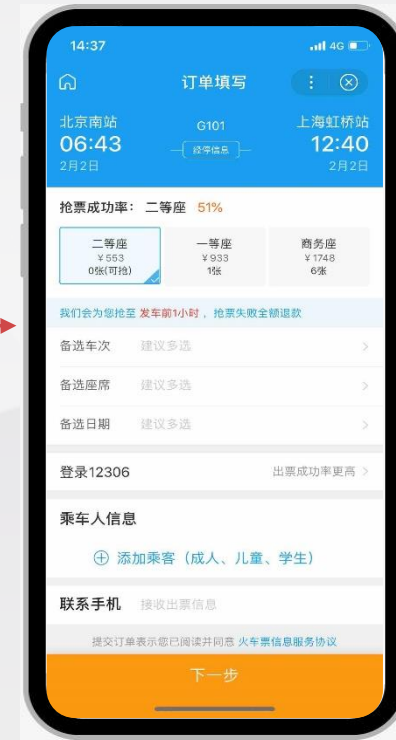 14:37 4G
订单填写
北京南站 G101 上海虹桥站
06:43 经停信息 12:40
2月2日 2月2日
抢票成功率： 二等座 51%
二等座 一等座 商务座
¥553 ¥933 ¥1748
0张(可抢) 1张 6张
我们会为您抢至 发车前1小时 ，抢票失败全额退款
备选车次 建议多选
备选座席 建议多选
备选日期 建议多选
登录12306 出票成功率更高
乘车人信息
添加乘客（成人、儿童、学生）
联系手机 接收出票信息
提交订单表示您已阅读并同意 火车票信息服务协议
下一步